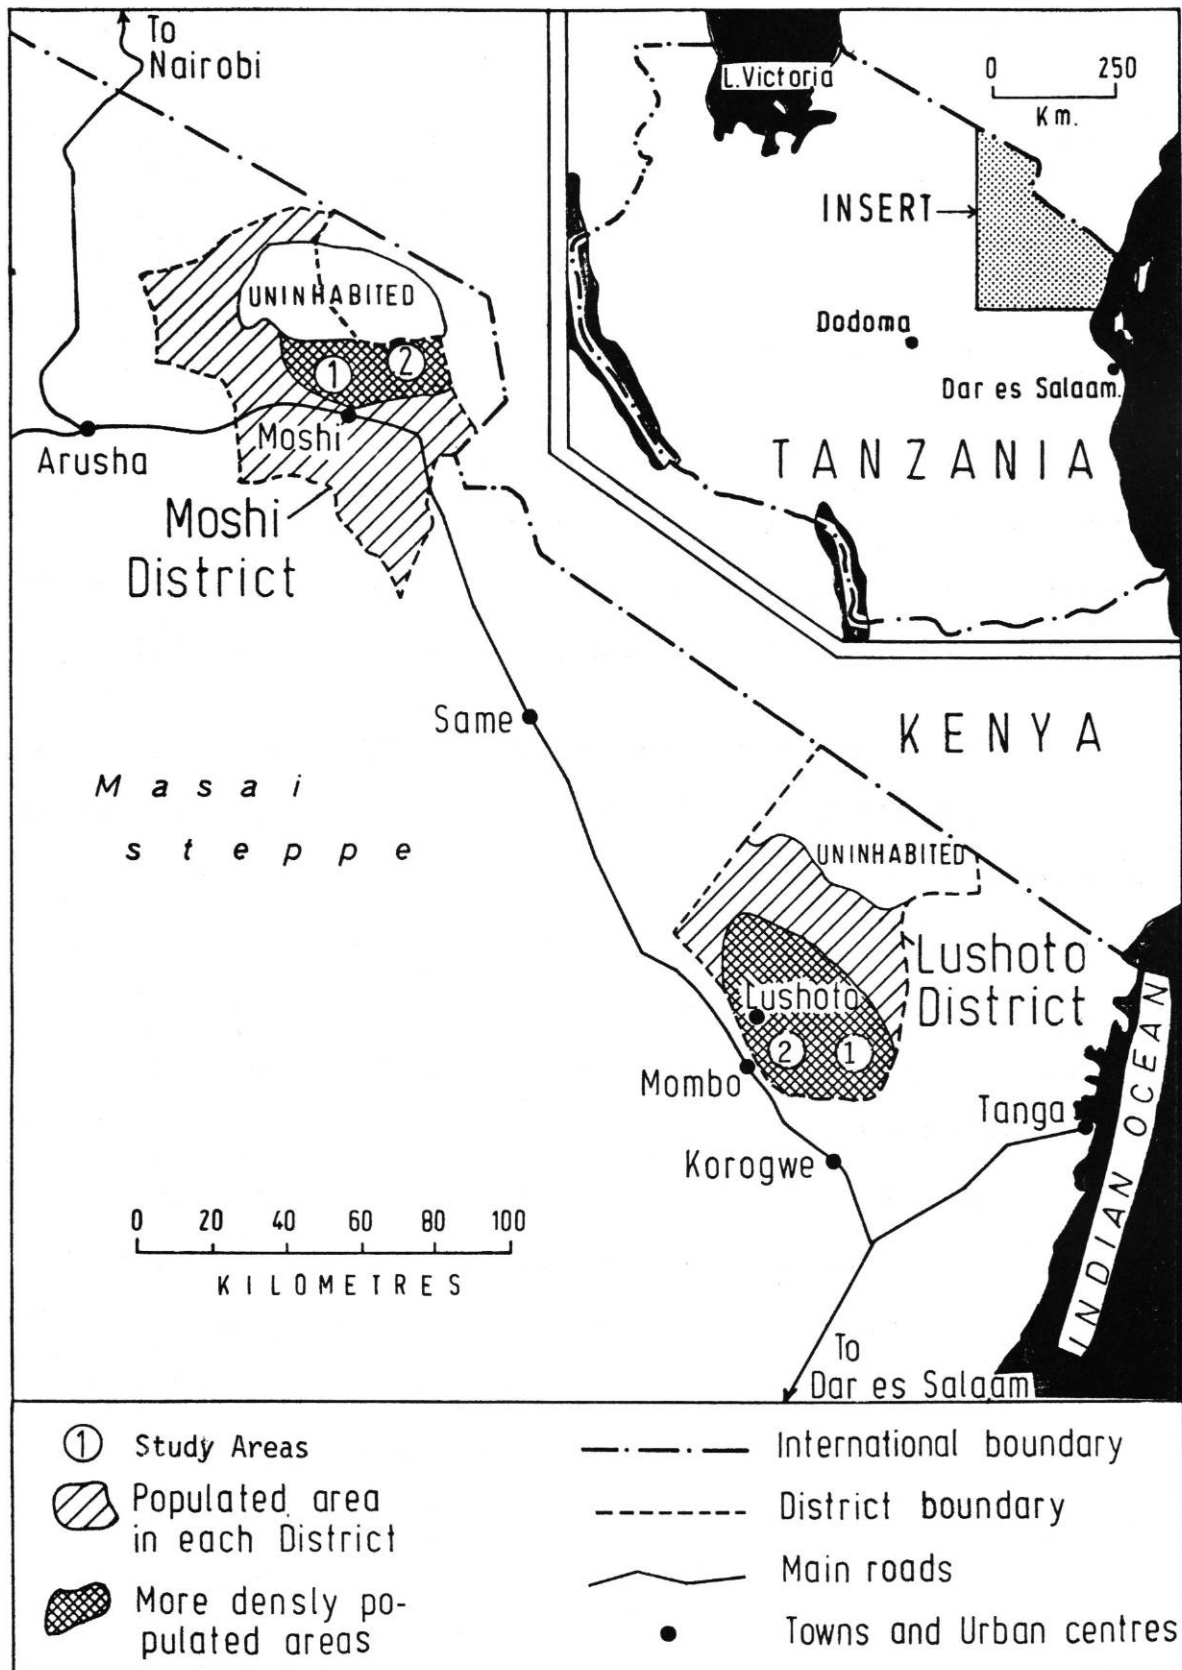 To
Nairobi
L.Victoria
0 250
Km.
INSERT
UNINHABITED
Dodoma
1
2
Dar es Salaam.
Moshi
Arusha
TANZANIA
Moshi
District
Same
KENYA
Masai
steppe
UNINHABITED
Lushoto
District
Lushoto
2
1
Mombo
Tanga
Korogwe
INDIAN OCEAN
0 20 40 60 80 100
KILOMETRES
To
Dar es Salaam
1 Study Areas
Populated area
in each District
More densly po-
pulated areas
International boundary
District boundary
Main roads
Towns and Urban centres